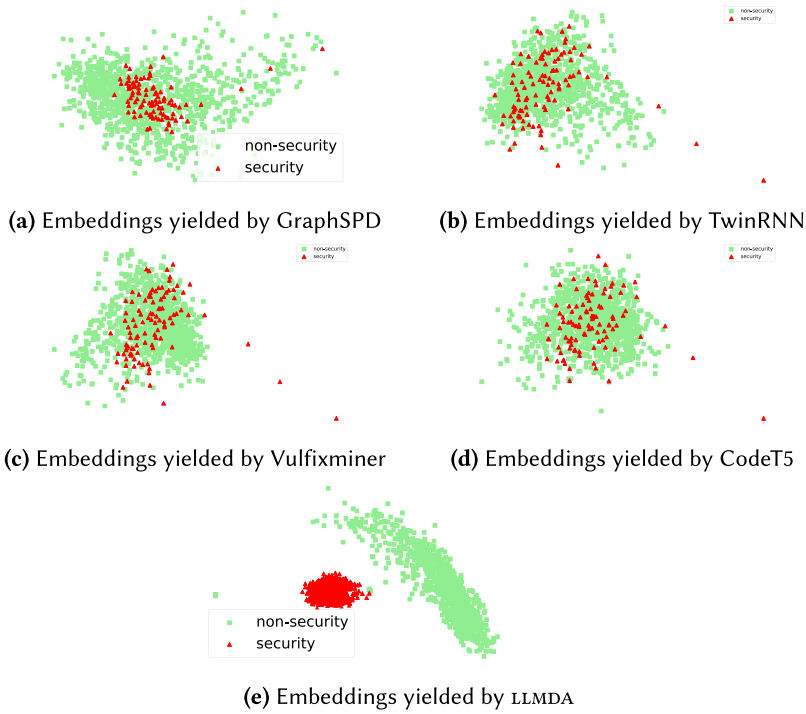 non-security
security
non-security
security
(a) Embeddings yielded by GraphSPD
(b) Embeddings yielded by TwinRNN
non-security
security
non-security
security
(c) Embeddings yielded by Vulfixminer
(d) Embeddings yielded by CodeT5
non-security
security
(e) Embeddings yielded by LLMDA